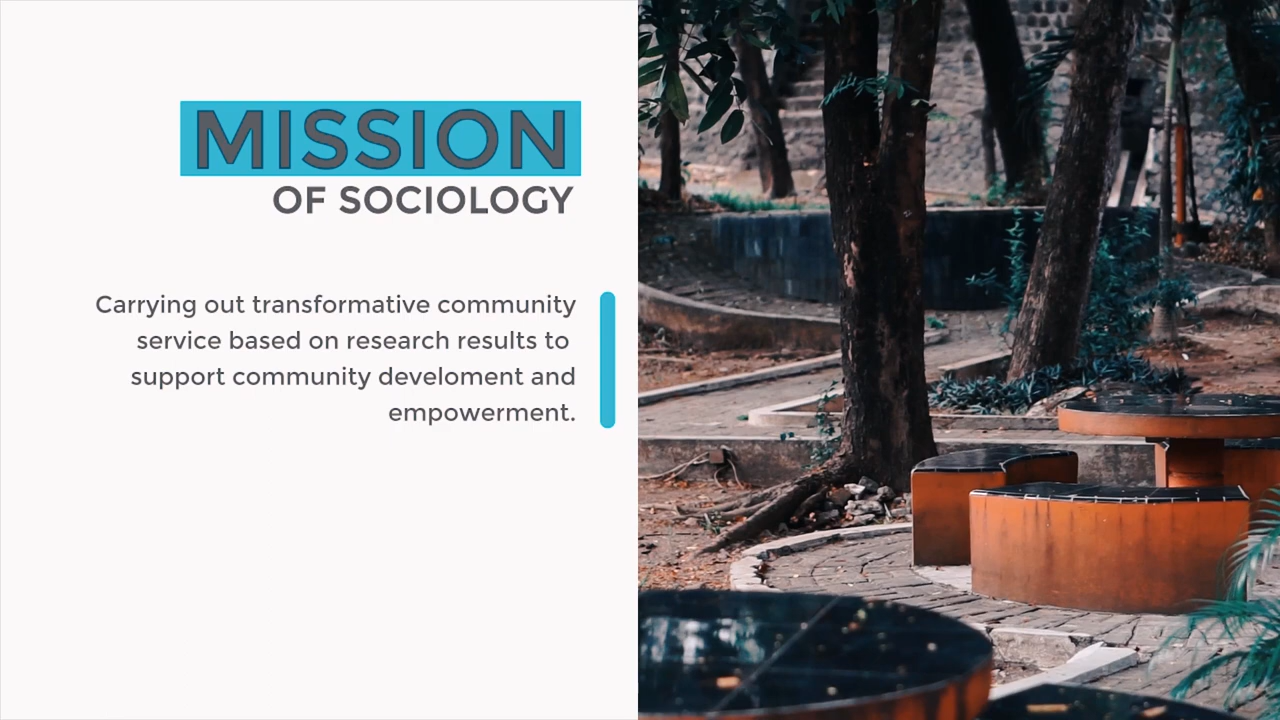 MISSION
OF SOCIOLOGY
Carrying out transformative community
service based on research results to
support community develoment and
empowerment.